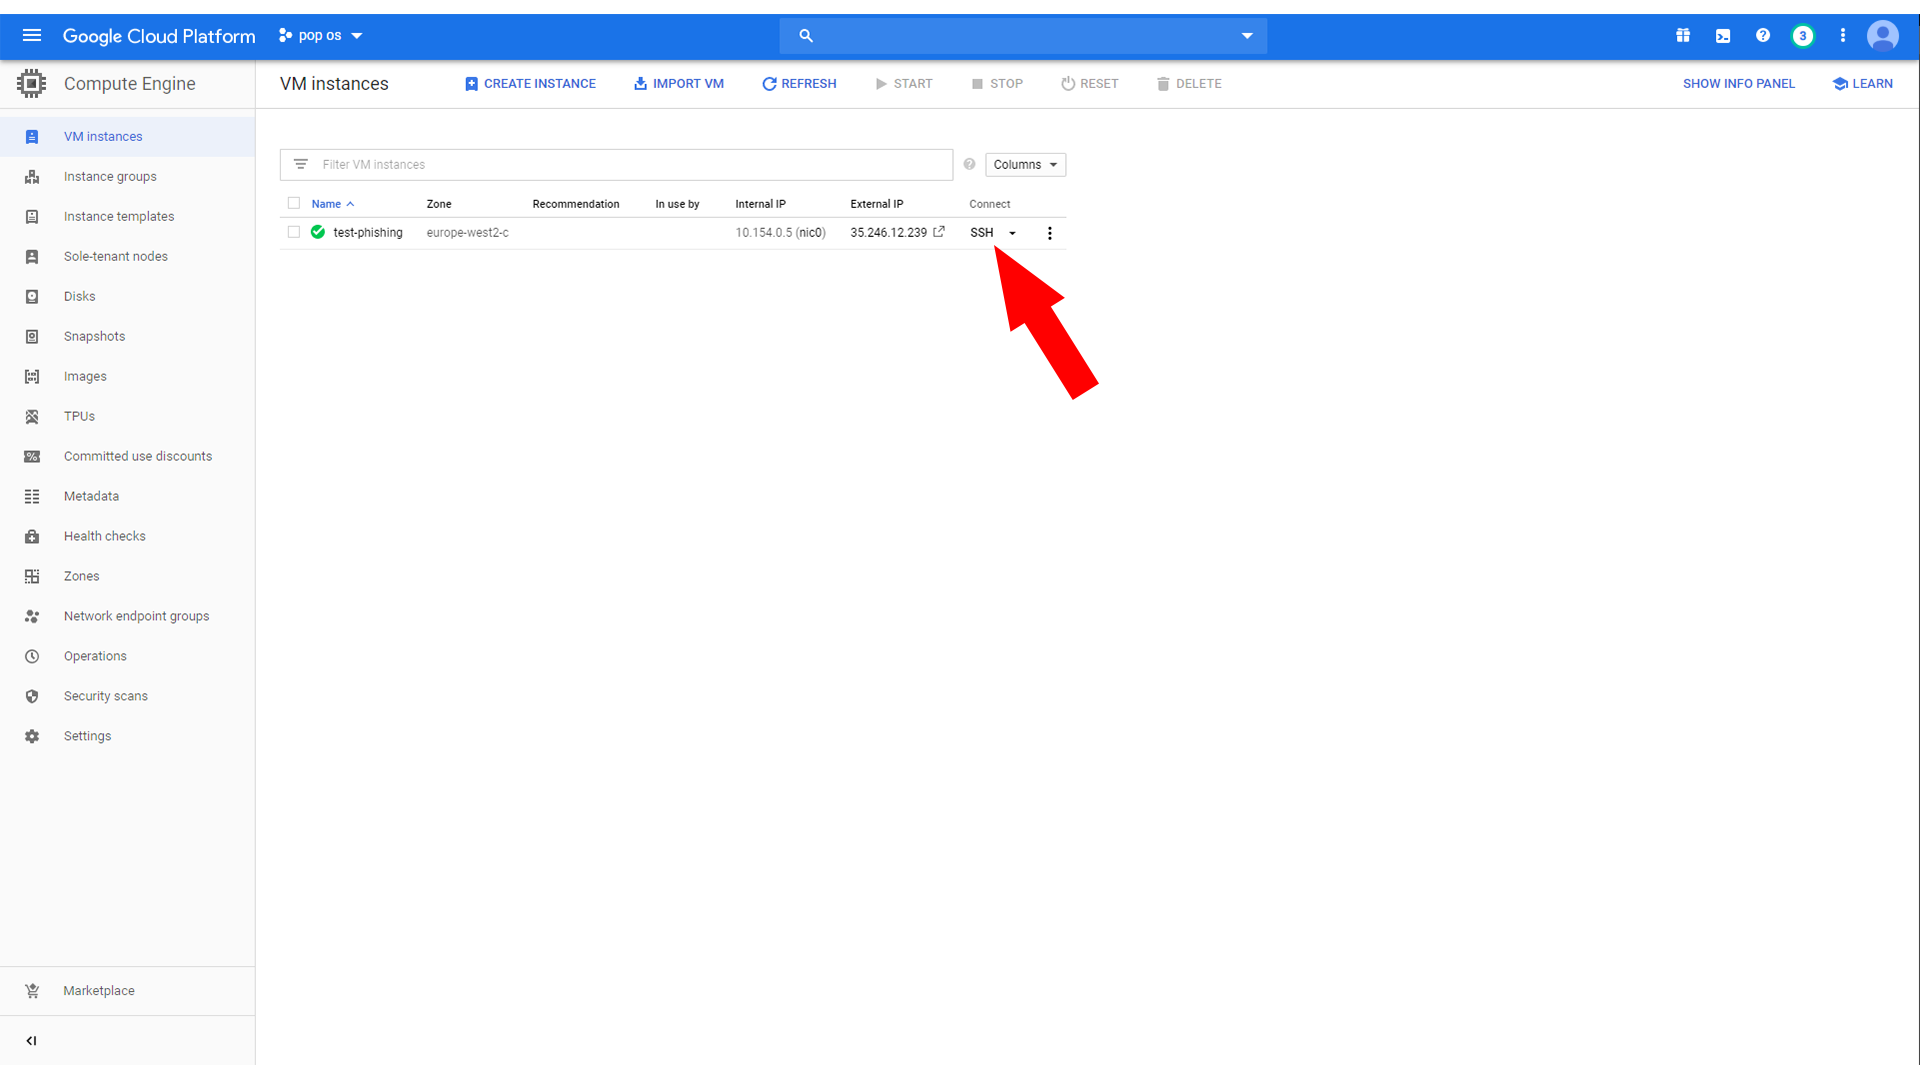 Google Cloud Platform pop os 3
Compute Engine VM instances CREATE INSTANCE IMPORT VM REFRESH START STOP RESET DELETE SHOW INFO PANEL LEARN
VM instances
Instance groups
Instance templates
Sole-tenant nodes
Disks
Snapshots
Images
TPUs
Committed use discounts
Metadata
Health checks
Zones
Network endpoint groups
Operations
Security scans
Settings
Marketplace
Filter VM instances Columns
Name Zone Recommendation In use by Internal IP External IP Connect
test-phishing europe-west2-c 10.154.0.5 (nic0) 35.246.12.239 SSH